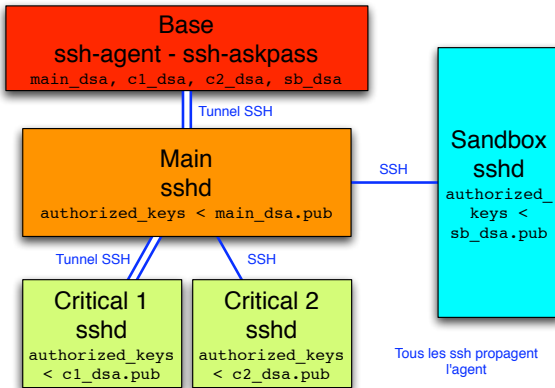 Base
ssh-agent - ssh-askpass
main_dsa, c1_dsa, c2_dsa, sb_dsa
Tunnel SSH
Main
sshd
authorized_keys < main_dsa.pub
SSH
Sandbox
sshd
authorized_
keys <
sb_dsa.pub
Tunnel SSH
SSH
Critical 1
sshd
authorized_keys
< c1_dsa.pub
Critical 2
sshd
authorized_keys
< c2_dsa.pub
Tous les ssh propagent
l'agent